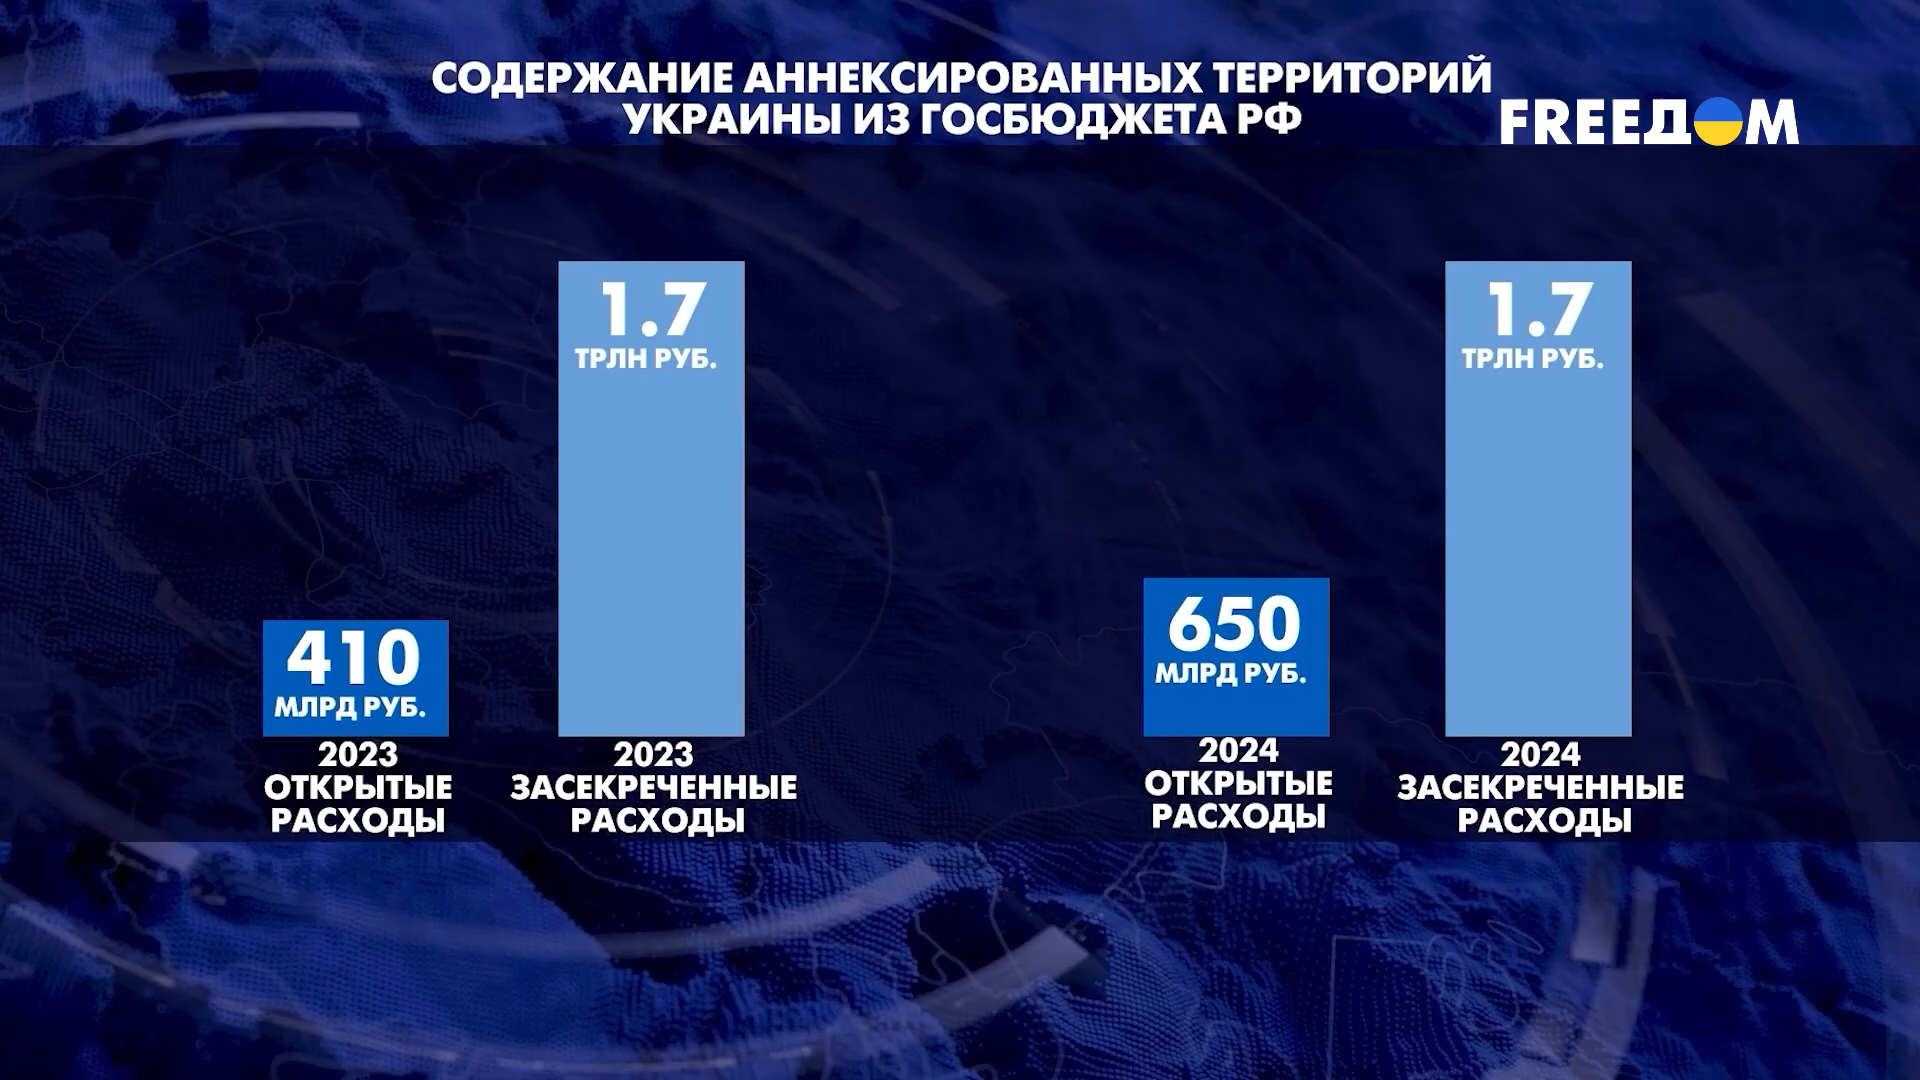 СОДЕРЖАНИЕ АННЕКСИРОВАННЫХ ТЕРРИТОРИЙ
УКРАИНЫ ИЗ ГОСБЮДЖЕТА РФ
FREEДOM
410
МЛРД РУБ.
2023
ОТКРЫТЫЕ
РАСХОДЫ
1.7
ТРЛН РУБ.
2023
ЗАСЕКРЕЧЕННЫЕ
РАСХОДЫ
650
МЛРД РУБ.
2024
ОТКРЫТЫЕ
РАСХОДЫ
1.7
ТРЛН РУБ.
2024
ЗАСЕКРЕЧЕННЫЕ
РАСХОДЫ